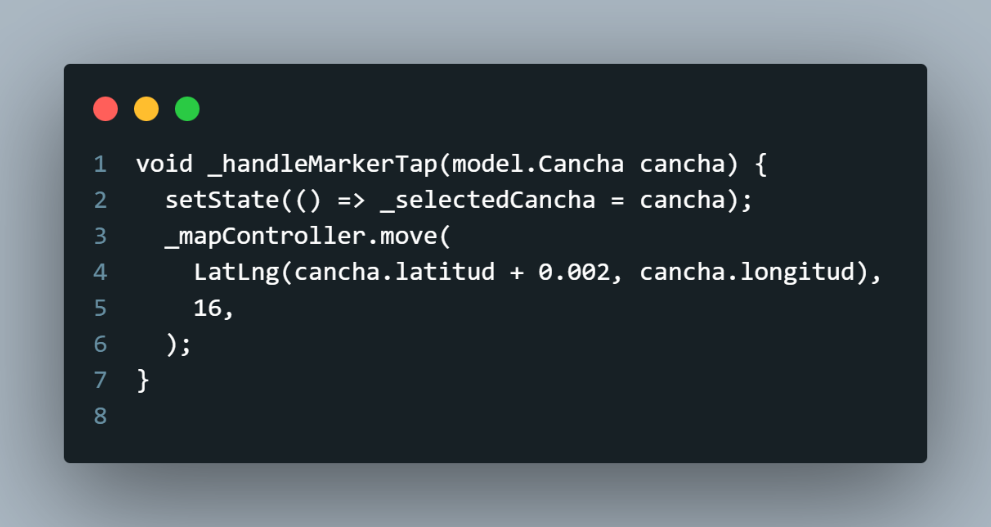 1 void _handleMarkerTap(model.Cancha cancha) {
2   setState(() => _selectedCancha = cancha);
3   _mapController.move(
4     LatLng(cancha.latitud + 0.002, cancha.longitud),
5     16,
6   );
7 }
8